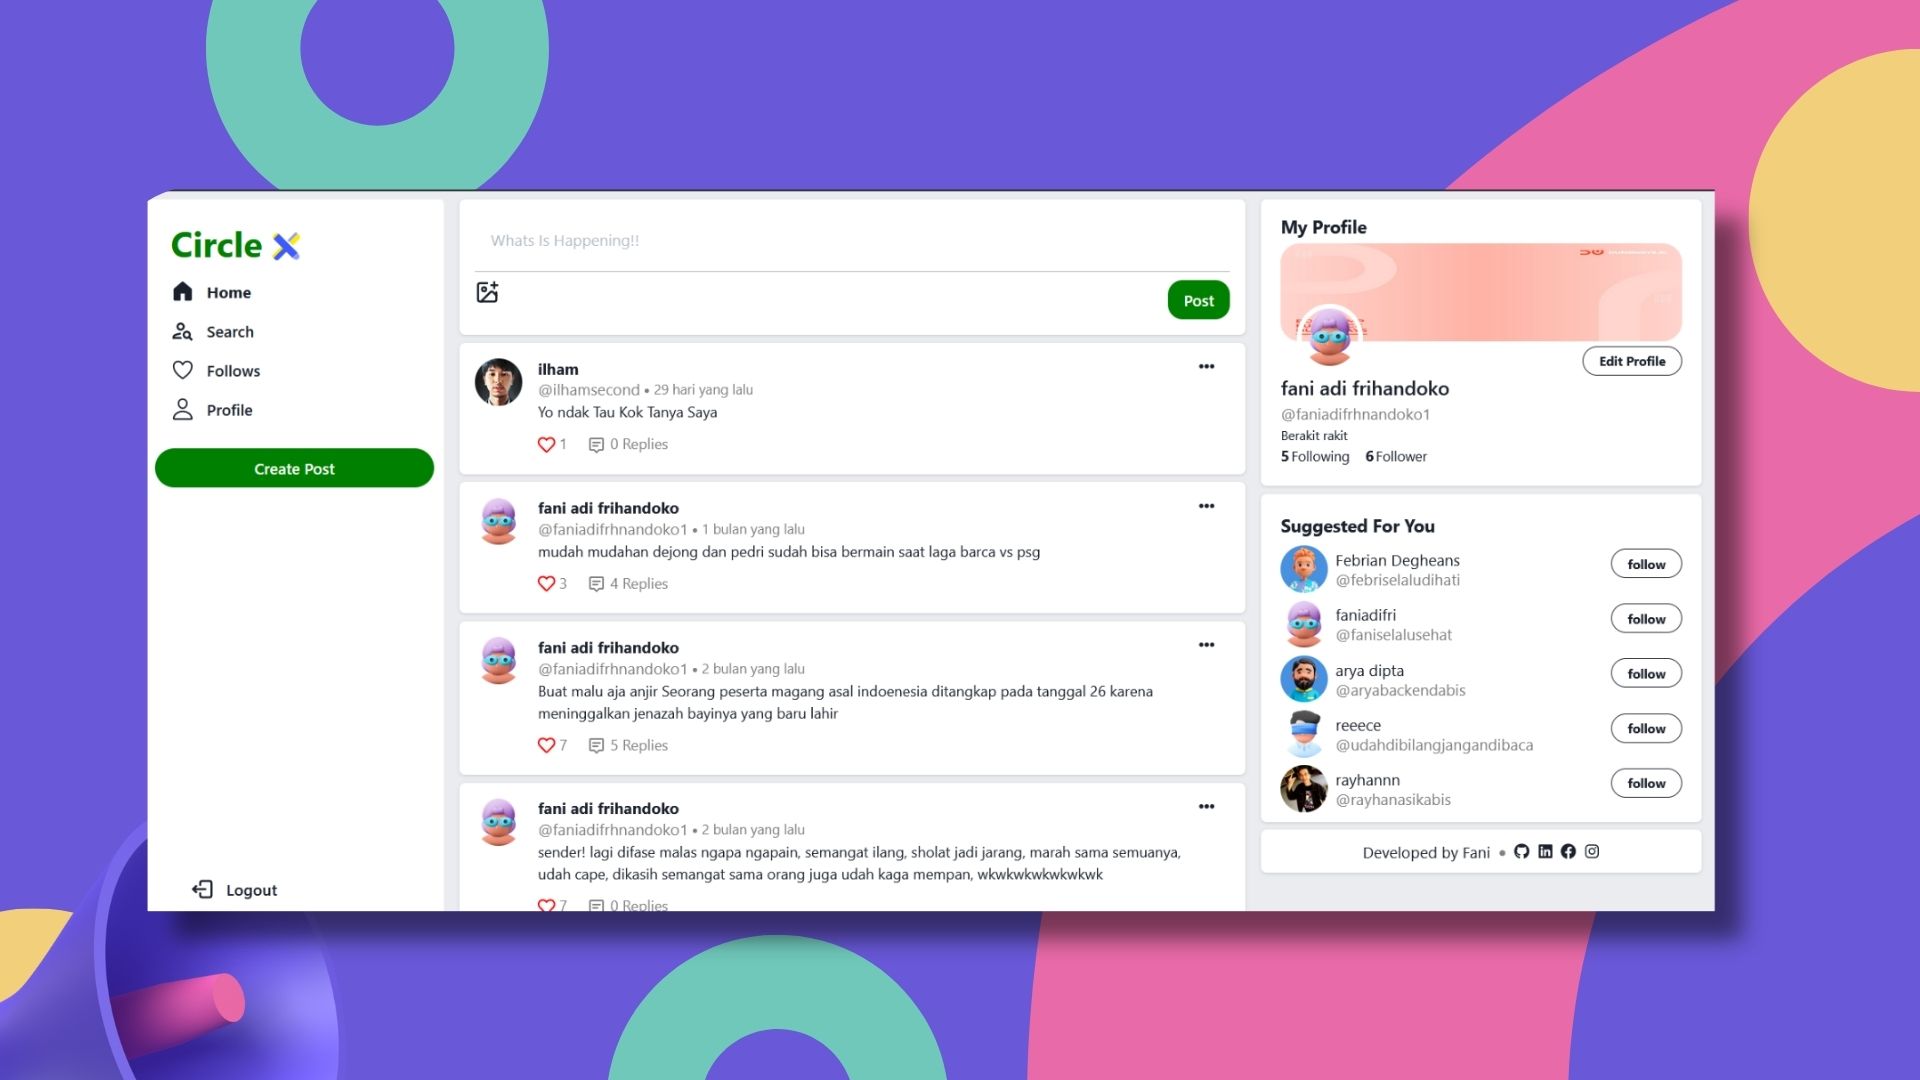 Circle X
Home
Search
Follows
Profile
Create Post
Logout
Whats Is Happening!!
Post
ilham
@ilhamsecond • 29 hari yang lalu
Yo ndak Tau Kok Tanya Saya
1 0 Replies
fani adi frihandoko
@faniadifrhnandoko1 • 1 bulan yang lalu
mudah mudahan dejong dan pedri sudah bisa bermain saat laga barca vs psg
3 4 Replies
fani adi frihandoko
@faniadifrhnandoko1 • 2 bulan yang lalu
Buat malu aja anjir Seorang peserta magang asal indoenesia ditangkap pada tanggal 26 karena
meninggalkan jenazah bayinya yang baru lahir
7 5 Replies
fani adi frihandoko
@faniadifrhnandoko1 • 2 bulan yang lalu
sender! lagi difase malas ngapa ngapain, semangat ilang, sholat jadi jarang, marah sama semuanya,
udah cape, dikasih semangat sama orang juga udah kaga mempan, wkwkwkwkwkwkwk
7 0 Replies
My Profile
Edit Profile
fani adi frihandoko
@faniadifrhnandoko1
Berakit rakit
5 Following 6 Follower
Suggested For You
Febrian Degheans
@febriselaludihati
follow
faniadifri
@faniselalusehat
follow
arya dipta
@aryabackendabis
follow
reeece
@udahdibilangjangandibaca
follow
rayhannn
@rayhanasikabis
follow
Developed by Fani •